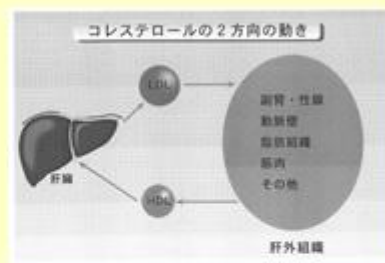 コレステロールの２方向の動き
LDL
副腎・性腺
動脈壁
脂肪組織
筋肉
その他
肝臓
HDL
肝外組織